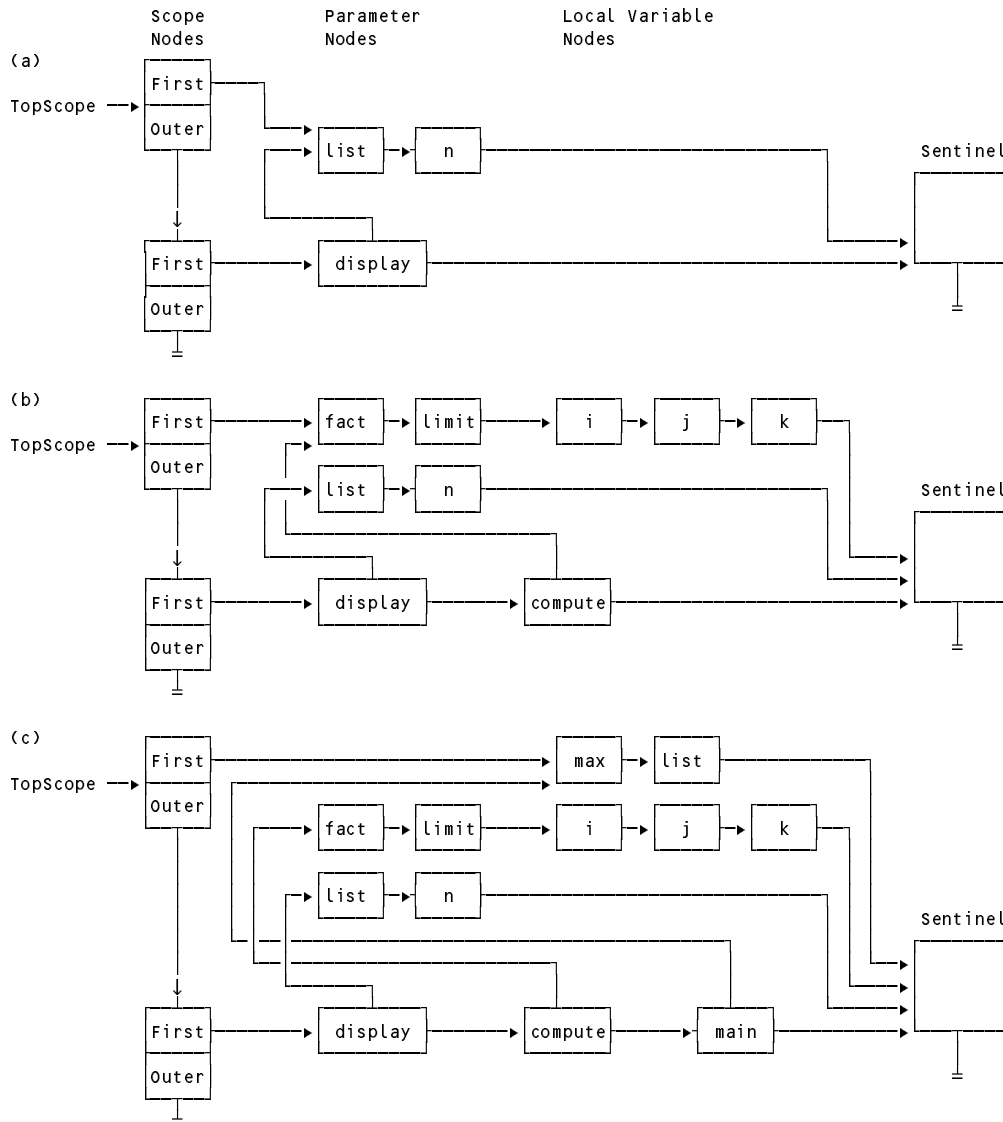 Scope Nodes
Parameter Nodes
Local Variable Nodes
(a)
First
TopScope
Outer
list n
Sentinel
First display
Outer
(b)
First fact limit i j k
TopScope
Outer
list n
Sentinel
First display compute
Outer
(c)
First max list
TopScope
Outer
fact limit i j k
list n
Sentinel
First display compute main
Outer